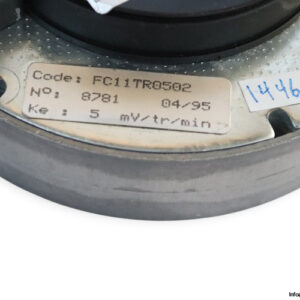 Code: FC11TR0502
N°: 8781 04/95
Ke: 5 mV/tr/min
1446